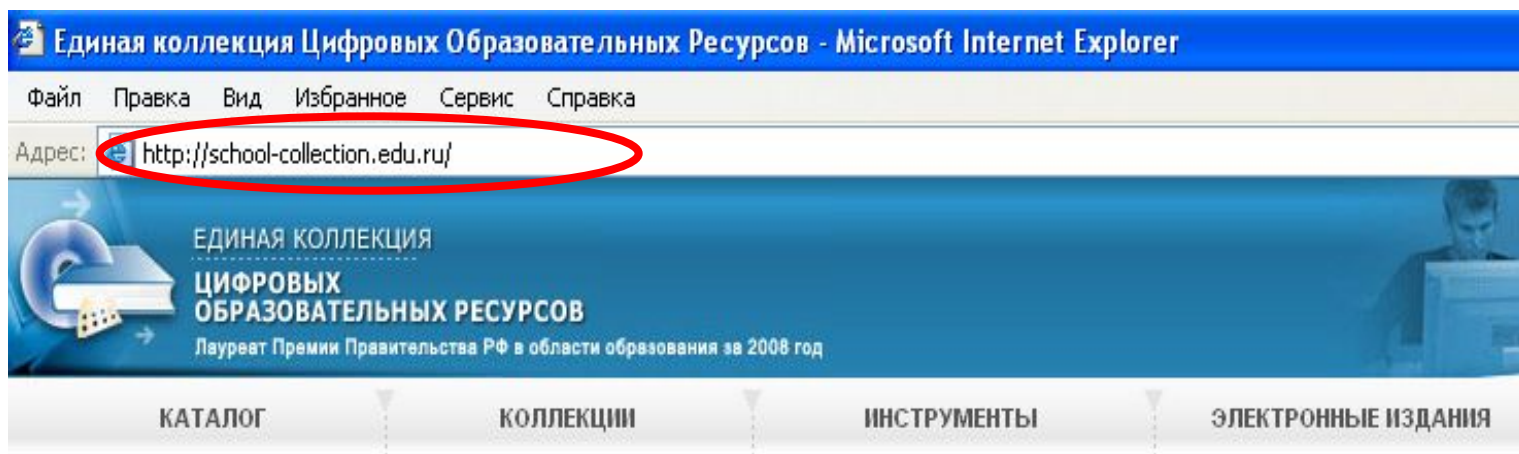 Единая коллекция Цифровых Образовательных Ресурсов - Microsoft Internet Explorer
Файл Правка Вид Избранное Сервис Справка
Адрес: http://school-collection.edu.ru/
ЕДИНАЯ КОЛЛЕКЦИЯ
ЦИФРОВЫХ
ОБРАЗОВАТЕЛЬНЫХ РЕСУРСОВ
Лауреат Премии Правительства РФ в области образования за 2008 год
КАТАЛОГ КОЛЛЕКЦИИ ИНСТРУМЕНТЫ ЭЛЕКТРОННЫЕ ИЗДАНИЯ